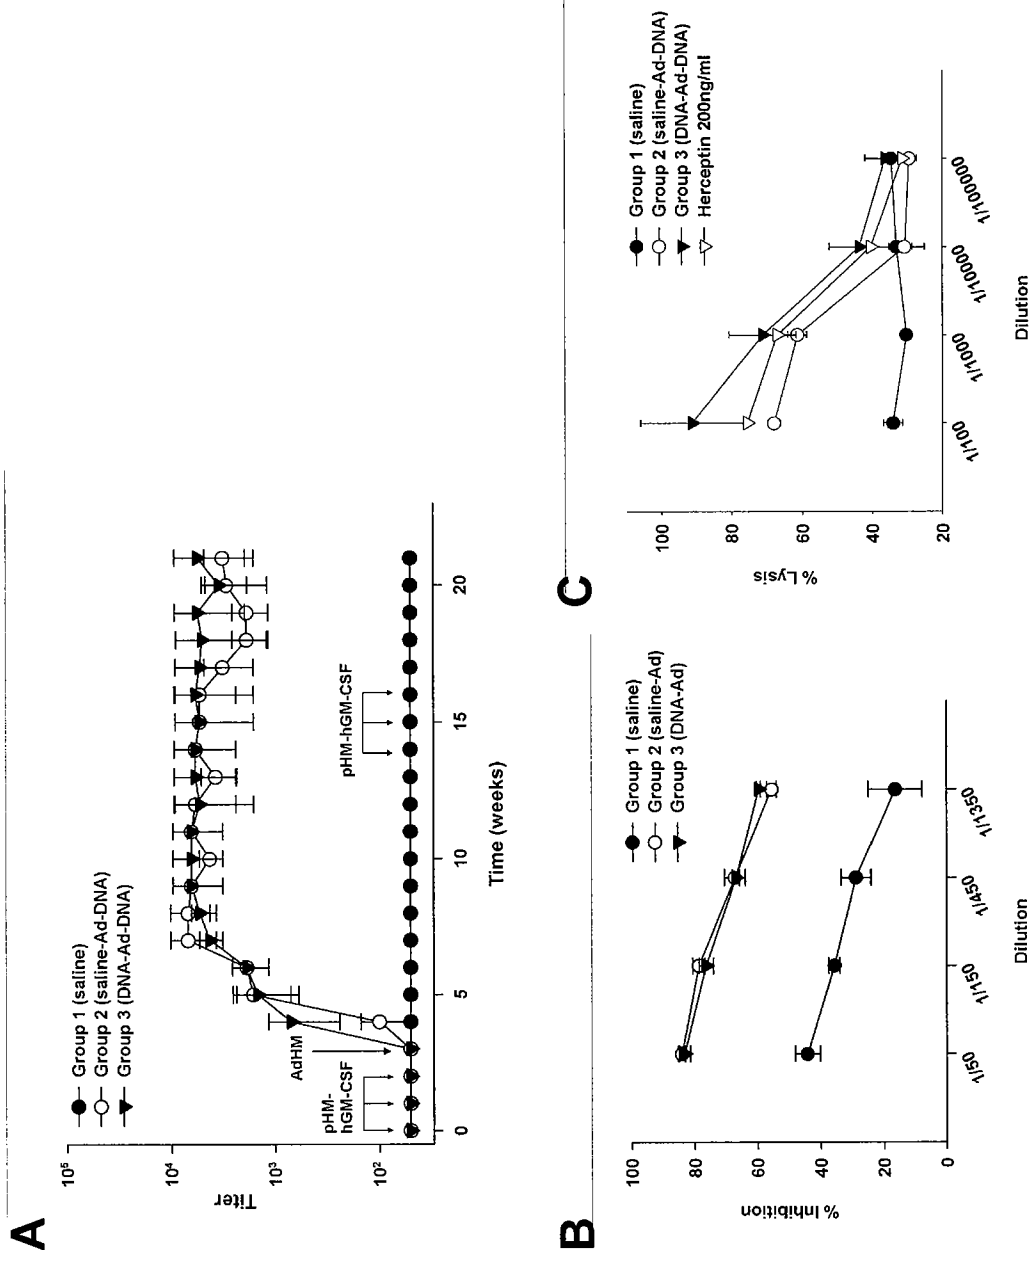 A
Group 1 (saline)
Group 2 (saline-Ad-DNA)
Group 3 (DNA-Ad-DNA)
10⁵
10⁴
10³
10²
Titer
pHM-
hGM-CSF
AdHM
pHM-hGM-CSF
0
5
10
15
20
Time (weeks)
B
Group 1 (saline)
Group 2 (saline-Ad)
Group 3 (DNA-Ad)
100
80
60
40
20
0
% Inhibition
1/50
1/150
1/450
1/1350
Dilution
C
Group 1 (saline)
Group 2 (saline-Ad-DNA)
Group 3 (DNA-Ad-DNA)
Herceptin 200ng/ml
100
80
60
40
20
% Lysis
1/100
1/1000
1/10000
1/100000
Dilution